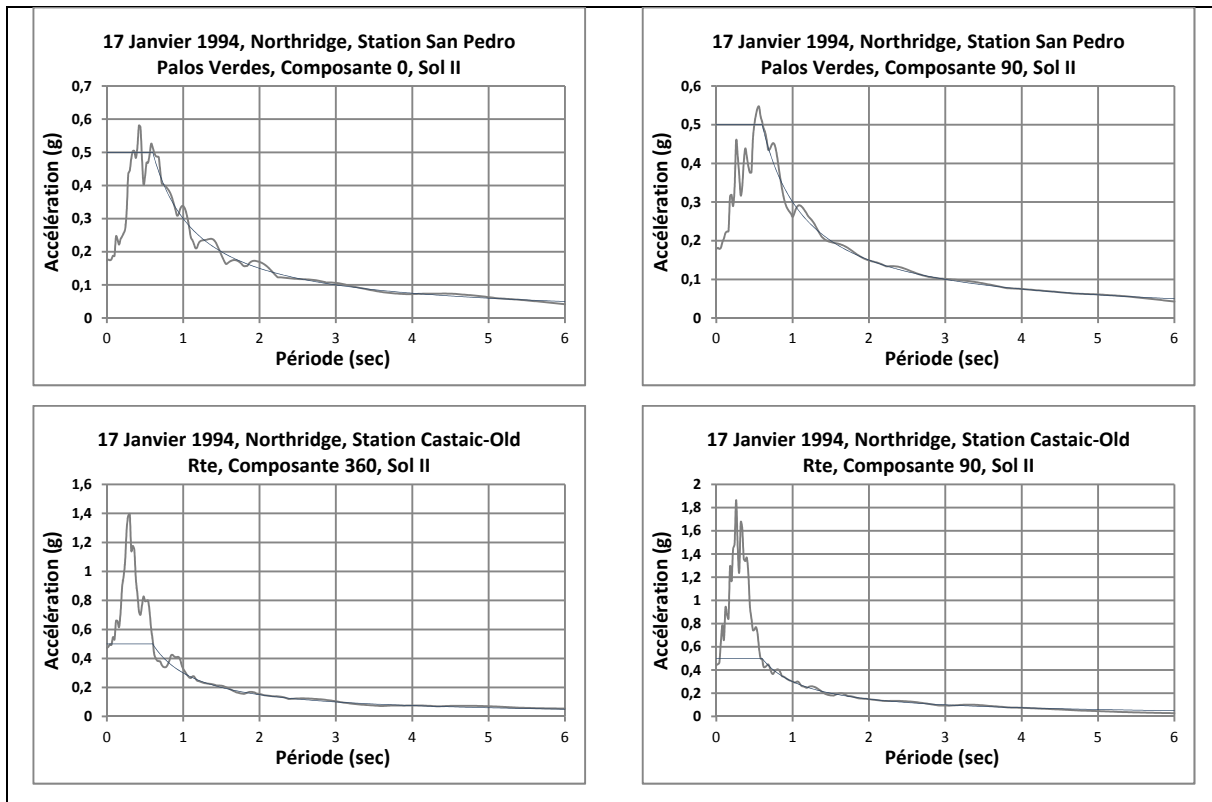 17 Janvier 1994, Northridge, Station San Pedro
Palos Verdes, Composante 0, Sol II
Accélération (g)
0,7
0,6
0,5
0,4
0,3
0,2
0,1
0
0 1 2 3 4 5 6
Période (sec)
17 Janvier 1994, Northridge, Station San Pedro
Palos Verdes, Composante 90, Sol II
Accélération (g)
0,6
0,5
0,4
0,3
0,2
0,1
0
0 1 2 3 4 5 6
Période (sec)
17 Janvier 1994, Northridge, Station Castaic-Old
Rte, Composante 360, Sol II
Accélération (g)
1,6
1,4
1,2
1
0,8
0,6
0,4
0,2
0
0 1 2 3 4 5 6
Période (sec)
17 Janvier 1994, Northridge, Station Castaic-Old
Rte, Composante 90, Sol II
Accélération (g)
2
1,8
1,6
1,4
1,2
1
0,8
0,6
0,4
0,2
0
0 1 2 3 4 5 6
Période (sec)